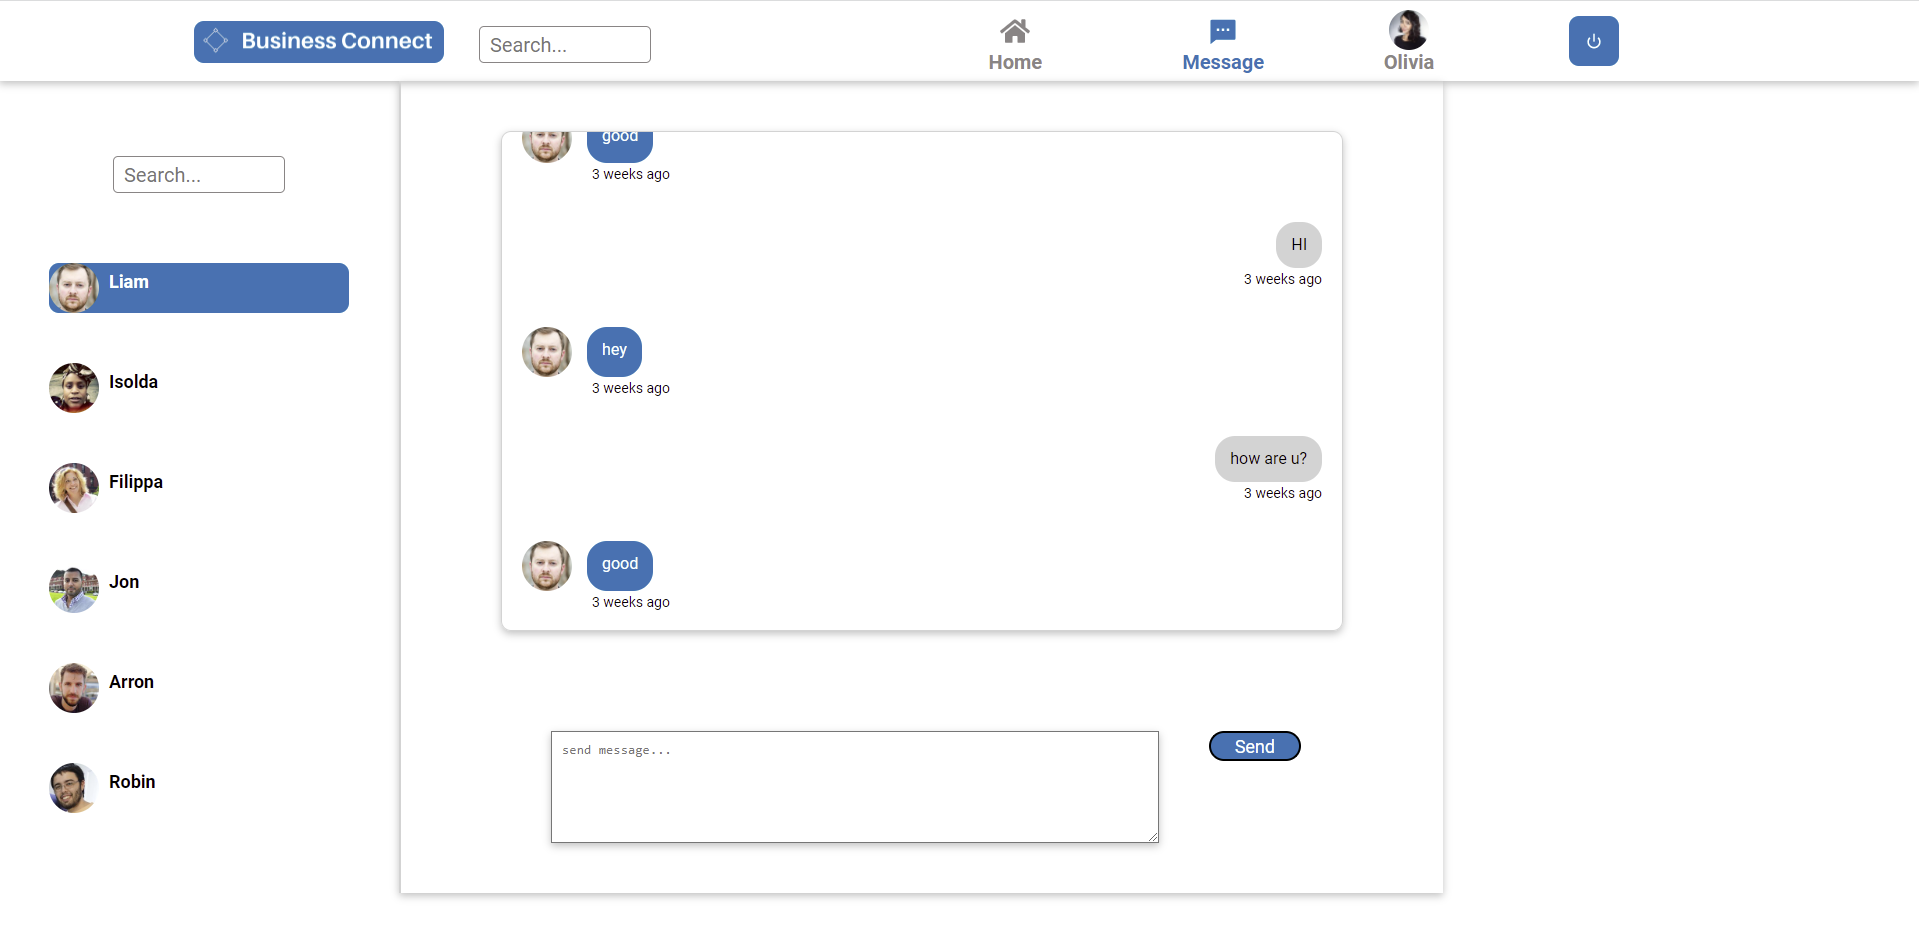 Business Connect
Search...
Home
Message
Olivia
Search...
Liam
Isolda
Filippa
Jon
Arron
Robin
good
3 weeks ago
HI
3 weeks ago
hey
3 weeks ago
how are u?
3 weeks ago
good
3 weeks ago
send message...
Send